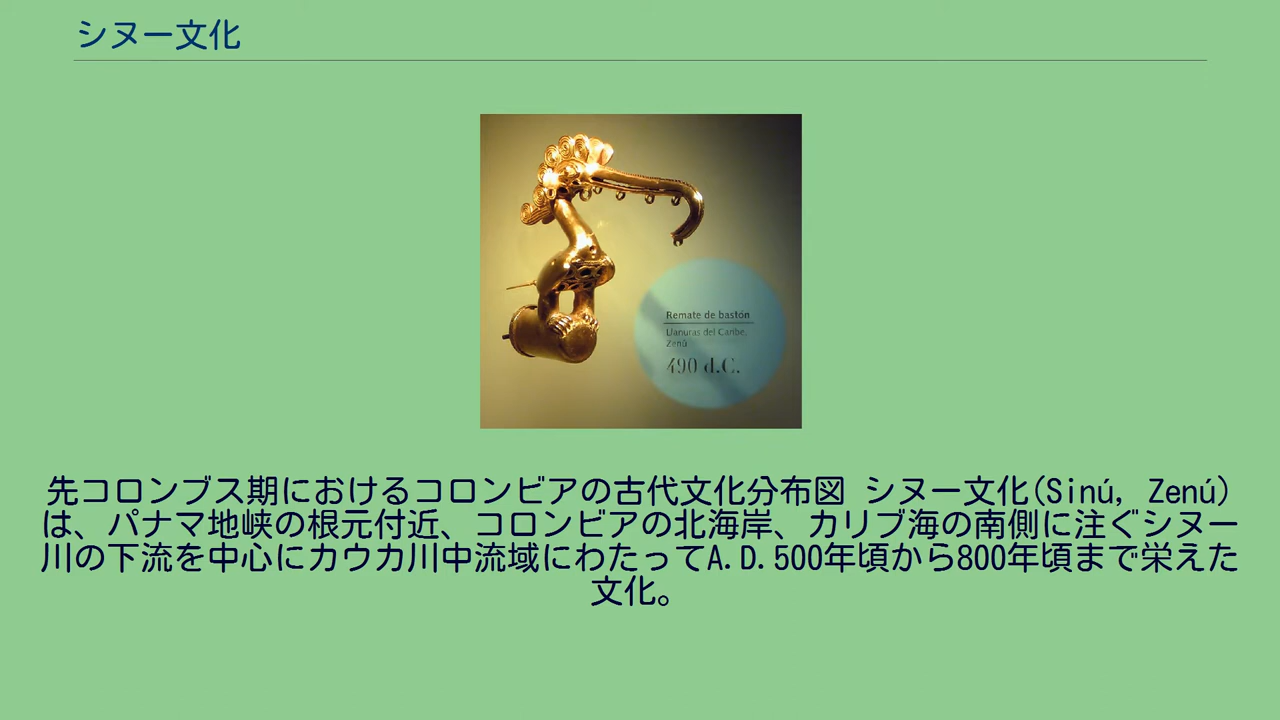 シヌー文化
Remate de bastón
Llanuras del Caribe,
Zenú
490 d.C.
先コロンブス期におけるコロンビアの古代文化分布図 シヌー文化(Sinú, Zenú)
は、パナマ地峡の根元付近、コロンビアの北海岸、カリブ海の南側に注ぐシヌー
川の下流を中心にカウカ川中流域にわたってA.D.500年頃から800年頃まで栄えた
文化。